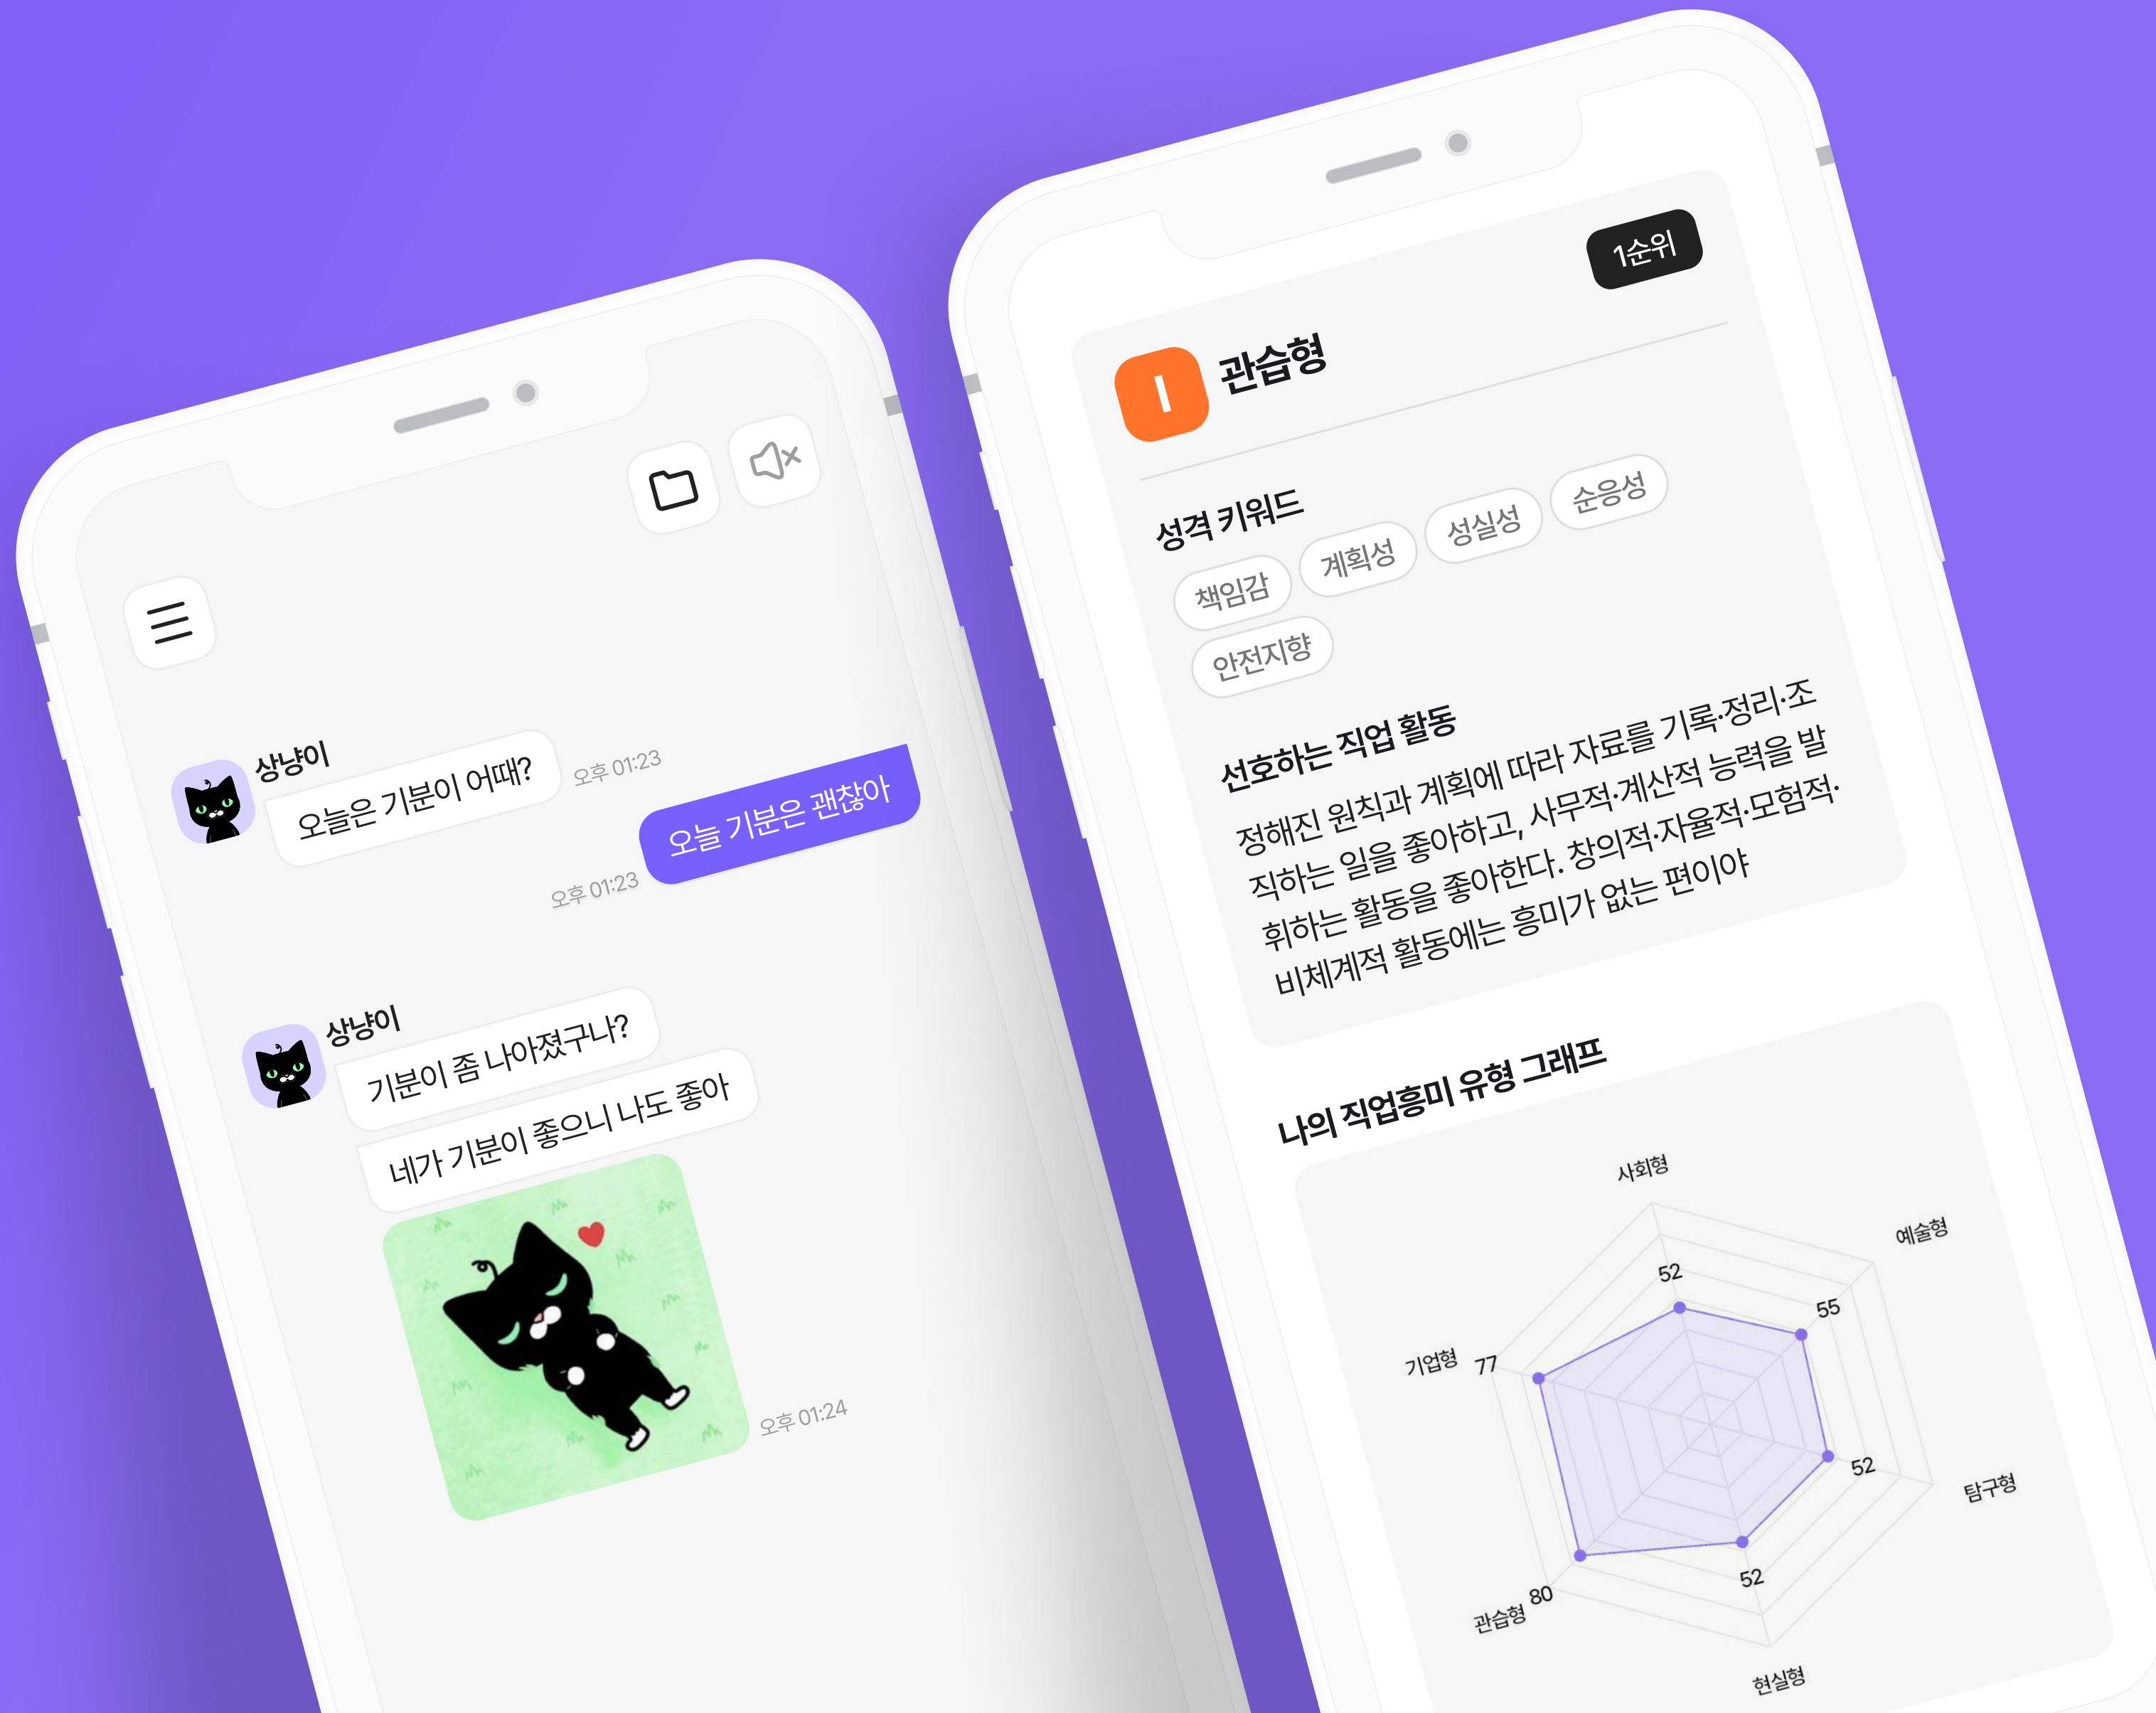 상냥이
오늘은 기분이 어때?
오후 01:23
오늘 기분은 괜찮아
오후 01:23
상냥이
기분이 좀 나아졌구나?
네가 기분이 좋으니 나도 좋아
오후 01:24
1순위
I
관습형
성격 키워드
책임감
계획성
성실성
순응성
안전지향
선호하는 직업 활동
정해진 원칙과 계획에 따라 자료를 기록·정리·조
직하는 일을 좋아하고, 사무적·계산적 능력을 발
휘하는 활동을 좋아한다. 창의적·자율적·모험적·
비체계적 활동에는 흥미가 없는 편이야
나의 직업흥미 유형 그래프
사회형
예술형
52
55
기업형
77
52
탐구형
52
80
관습형
현실형